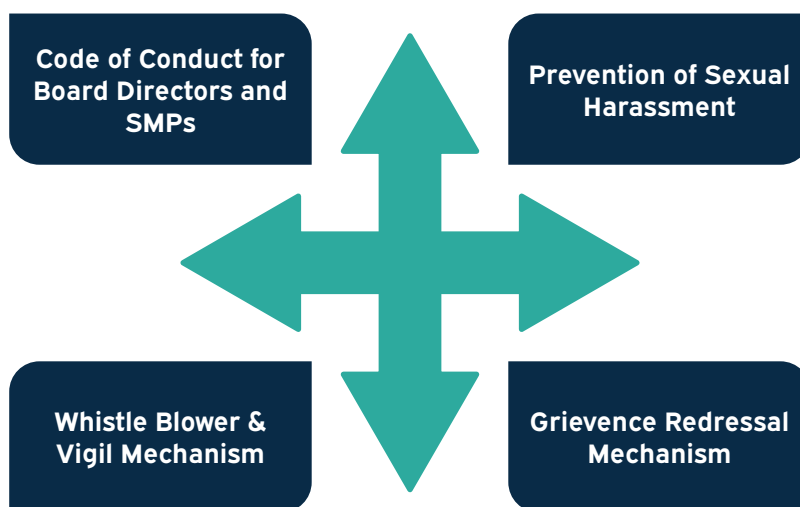 Code of Conduct for
Board Directors and
SMPs
Prevention of Sexual
Harassment
Whistle Blower &
Vigil Mechanism
Grievence Redressal
Mechanism